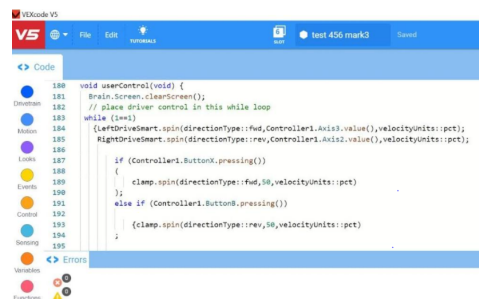 VEXcode V5
V5 File Edit TUTORIALS 6 SLOT test 456 mark3 Saved
<> Code
Drivetrain
Motion
Looks
Events
Control
Sensing
Variables
Functions
180 void userControl(void) {
181 Brain.Screen.clearScreen();
182 // place driver control in this while loop
183 while (1==1)
184 {LeftDriveSmart.spin(directionType::fwd,Controller1.Axis3.value(),velocityUnits::pct);
185 RightDriveSmart.spin(directionType::rev,Controller1.Axis2.value(),velocityUnits::pct);
186
187 if (Controller1.ButtonX.pressing())
188 (
189 clamp.spin(directionType::fwd,50,velocityUnits::pct)
190 );
191 else if (Controller1.ButtonB.pressing())
192
193 {clamp.spin(directionType::rev,50,velocityUnits::pct)
194 ;
195
<> Errors
0
0